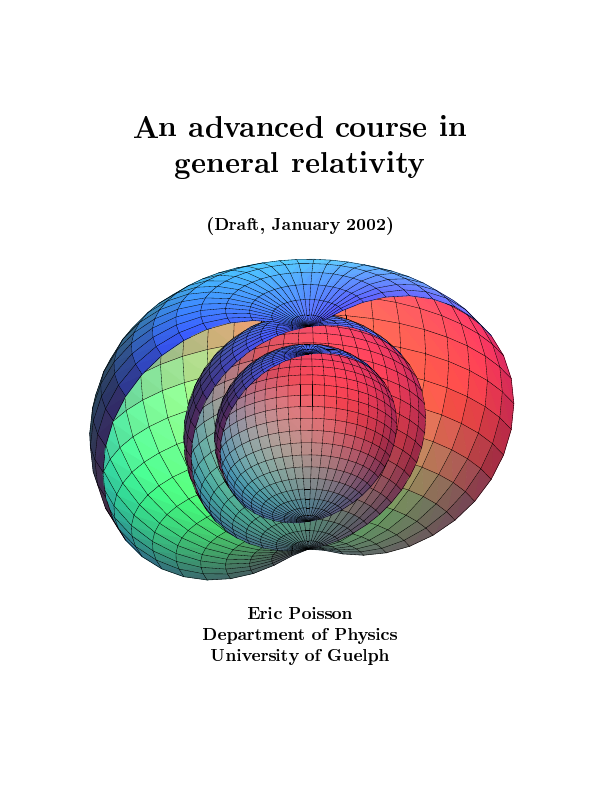 An advanced course in
general relativity
(Draft, January 2002)
Eric Poisson
Department of Physics
University of Guelph